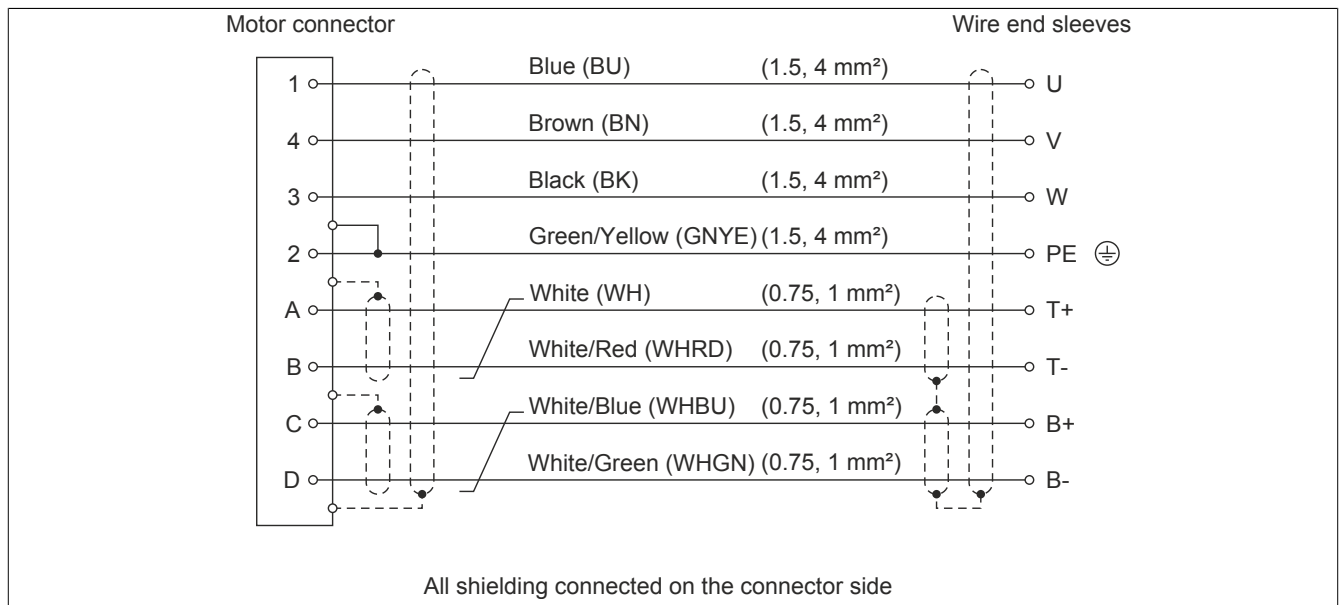 Motor connector Wire end sleeves
1 Blue (BU) (1.5, 4 mm²) U
4 Brown (BN) (1.5, 4 mm²) V
3 Black (BK) (1.5, 4 mm²) W
2 Green/Yellow (GNYE) (1.5, 4 mm²) PE
A White (WH) (0.75, 1 mm²) T+
B White/Red (WHRD) (0.75, 1 mm²) T-
C White/Blue (WHBU) (0.75, 1 mm²) B+
D White/Green (WHGN) (0.75, 1 mm²) B-
All shielding connected on the connector side